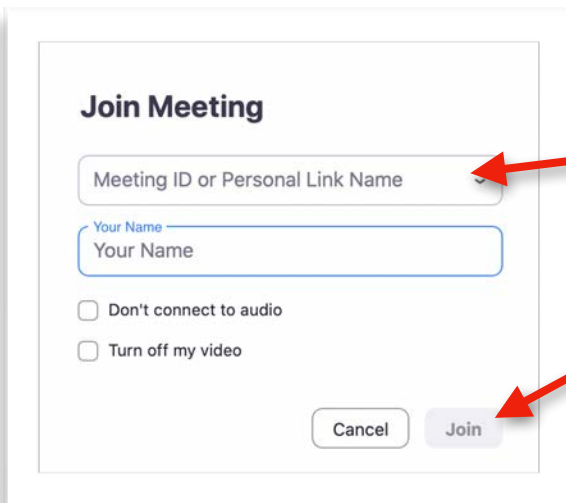 Join Meeting
Meeting ID or Personal Link Name
Your Name
Your Name
Don't connect to audio
Turn off my video
Cancel Join